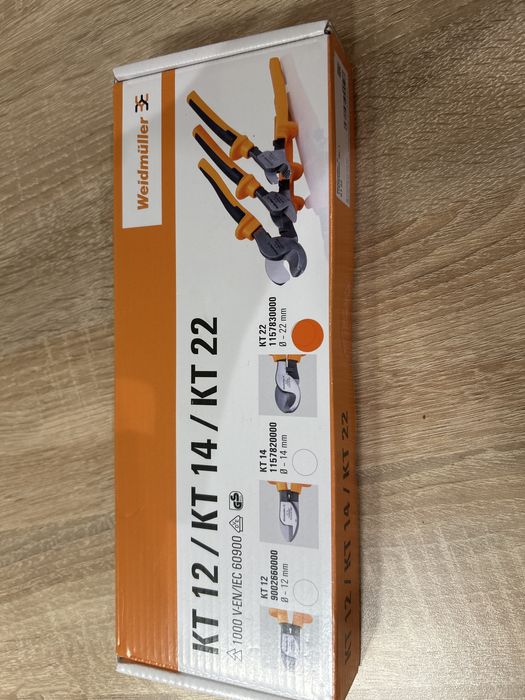 Weidmüller
KT 12 / KT 14 / KT 22
1000 V-EN/IEC 60900
GS
KT 12
9002660000
Ø – 12 mm
KT 14
1157820000
Ø – 14 mm
KT 22
1157830000
Ø – 22 mm
KT 12 / KT 14 / KT 22